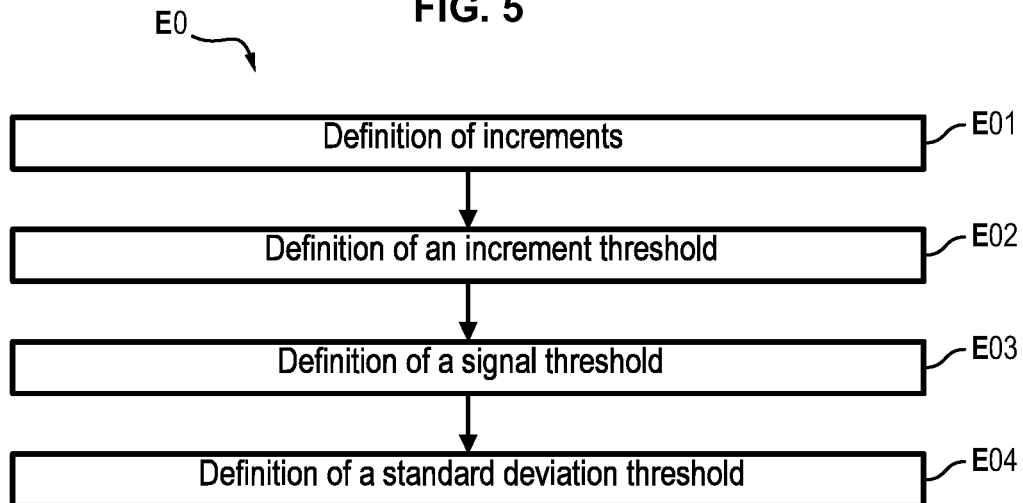 FIG. 5
E0
Definition of increments
E01
Definition of an increment threshold
E02
Definition of a signal threshold
E03
Definition of a standard deviation threshold
E04